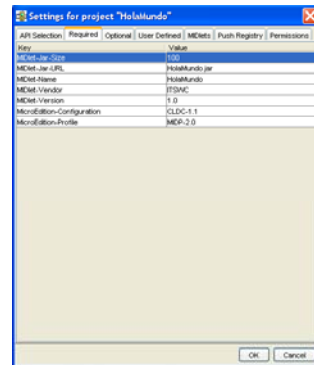 Settings for project "HolaMundo"
API Selection Required Optional User Defined MIDlets Push Registry Permissions
Key Value
MIDlet-Jar-Size 100
MIDlet-Jar-URL HolaMundo.jar
MIDlet-Name HolaMundo
MIDlet-Vendor ITSWC
MIDlet-Version 1.0
MicroEdition-Configuration CLDC-1.1
MicroEdition-Profile MIDP-2.0
OK Cancel